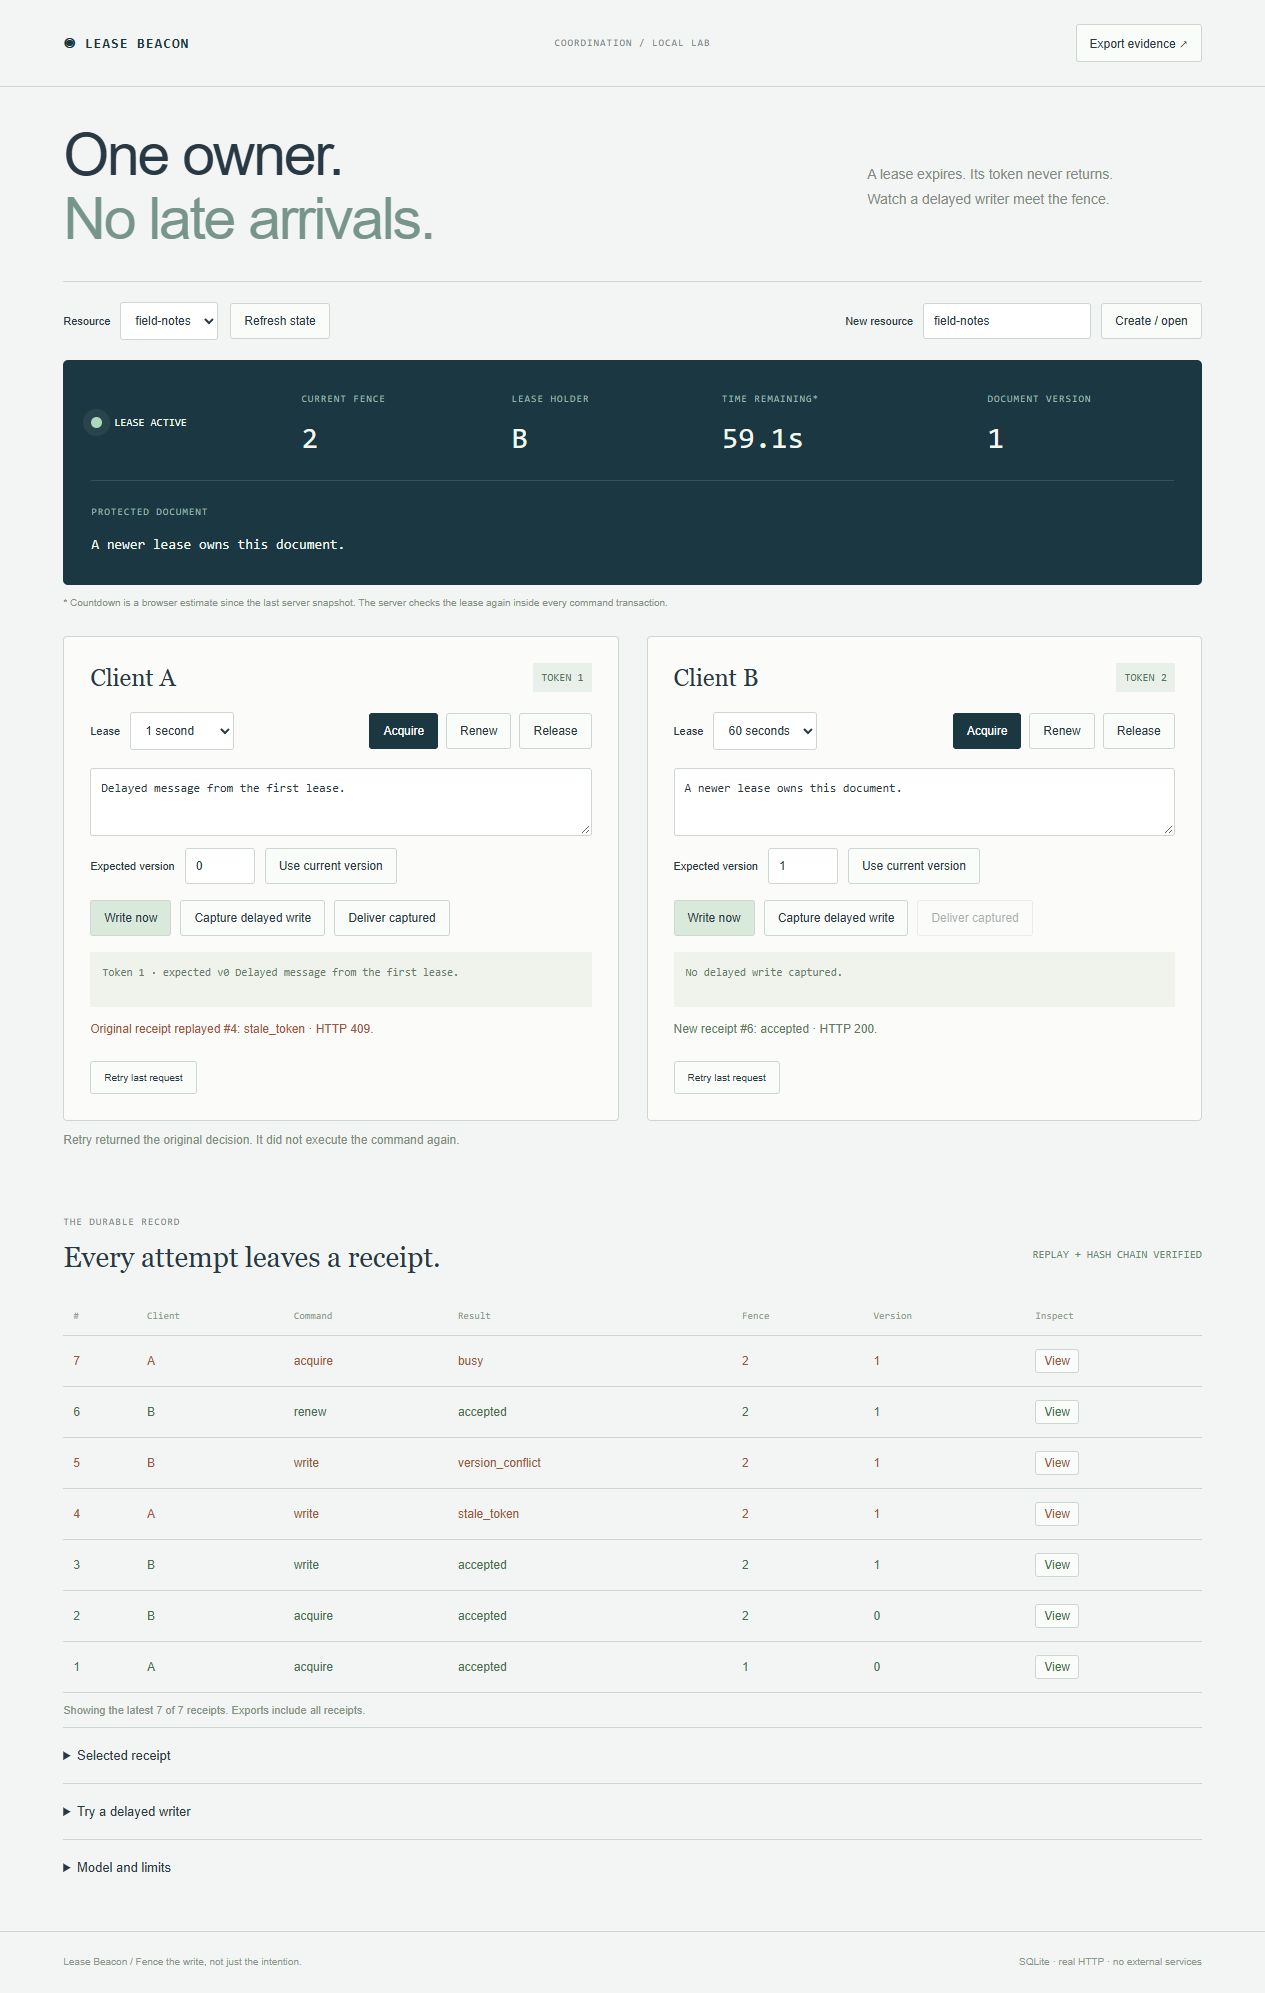 ◉ LEASE BEACON
COORDINATION / LOCAL LAB
Export evidence ↗
One owner.
No late arrivals.
A lease expires. Its token never returns.
Watch a delayed writer meet the fence.
Resource field-notes Refresh state
New resource field-notes Create / open
LEASE ACTIVE
CURRENT FENCE
2
LEASE HOLDER
B
TIME REMAINING*
59.1s
DOCUMENT VERSION
1
PROTECTED DOCUMENT
A newer lease owns this document.
* Countdown is a browser estimate since the last server snapshot. The server checks the lease again inside every command transaction.
Client A TOKEN 1
Lease 1 second Acquire Renew Release
Delayed message from the first lease.
Expected version 0 Use current version
Write now Capture delayed write Deliver captured
Token 1 · expected v0 Delayed message from the first lease.
Original receipt replayed #4: stale_token · HTTP 409.
Retry last request
Client B TOKEN 2
Lease 60 seconds Acquire Renew Release
A newer lease owns this document.
Expected version 1 Use current version
Write now Capture delayed write Deliver captured
No delayed write captured.
New receipt #6: accepted · HTTP 200.
Retry last request
Retry returned the original decision. It did not execute the command again.
THE DURABLE RECORD
Every attempt leaves a receipt.
REPLAY + HASH CHAIN VERIFIED
# Client Command Result Fence Version Inspect
7 A acquire busy 2 1 View
6 B renew accepted 2 1 View
5 B write version_conflict 2 1 View
4 A write stale_token 2 1 View
3 B write accepted 2 1 View
2 B acquire accepted 2 0 View
1 A acquire accepted 1 0 View
Showing the latest 7 of 7 receipts. Exports include all receipts.
▶ Selected receipt
▶ Try a delayed writer
▶ Model and limits
Lease Beacon / Fence the write, not just the intention.
SQLite · real HTTP · no external services